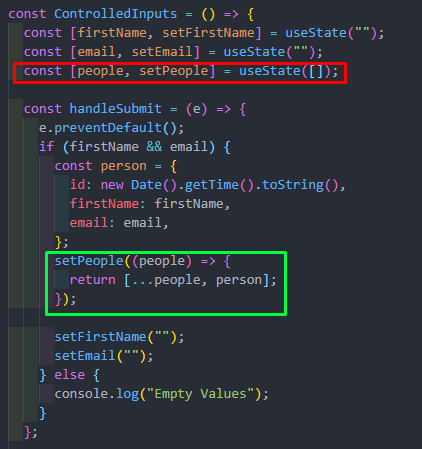 const ControlledInputs = () => {
const [firstName, setFirstName] = useState("");
const [email, setEmail] = useState("");
const [people, setPeople] = useState([]);
const handleSubmit = (e) => {
e.preventDefault();
if (firstName && email) {
const person = {
id: new Date().getTime().toString(),
firstName: firstName,
email: email,
};
setPeople((people) => {
return [...people, person];
});
setFirstName("");
setEmail("");
} else {
console.log("Empty Values");
}
};